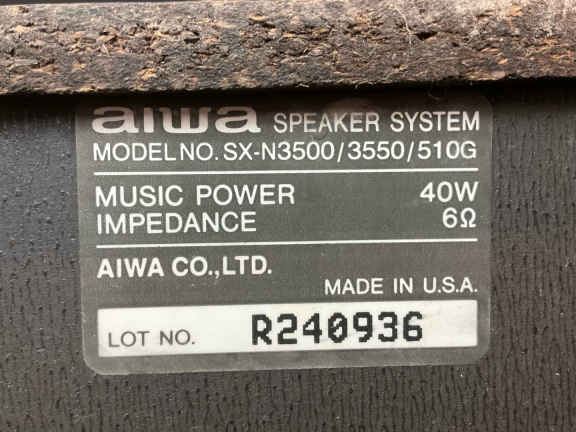 aiwa SPEAKER SYSTEM
MODEL NO. SX-N3500/3550/510G
MUSIC POWER 40W
IMPEDANCE 6Ω
AIWA CO.,LTD.
MADE IN U.S.A.
LOT NO. R240936